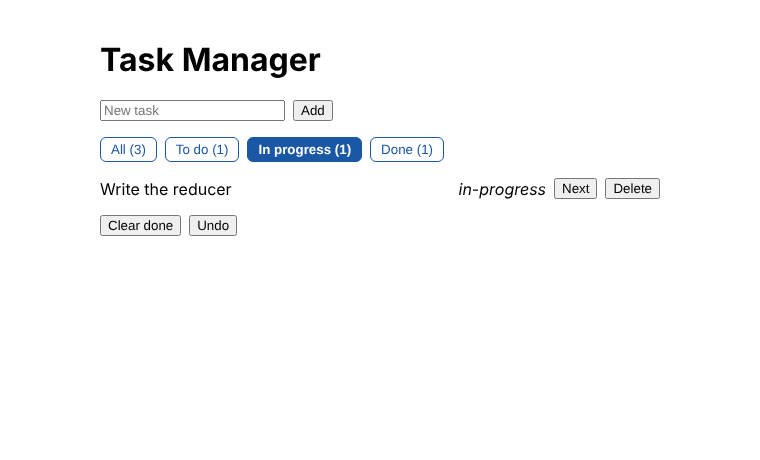 Task Manager
New task Add
All (3) To do (1) In progress (1) Done (1)
Write the reducer in-progress Next Delete
Clear done Undo